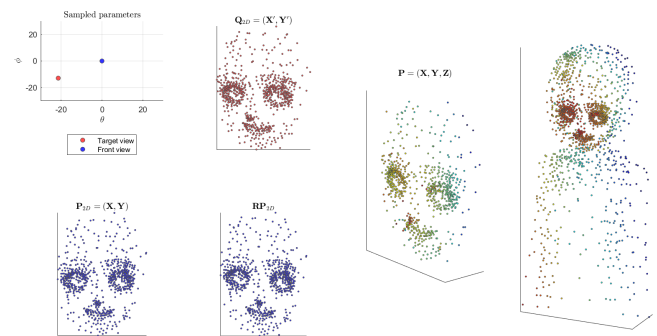 Sampled parameters
ϕ
20
0
-20
-20
0
20
θ
Target view
Front view
Q₂D = (X′, Y′)
P = (X, Y, Z)
P₂D = (X, Y)
RP₂D